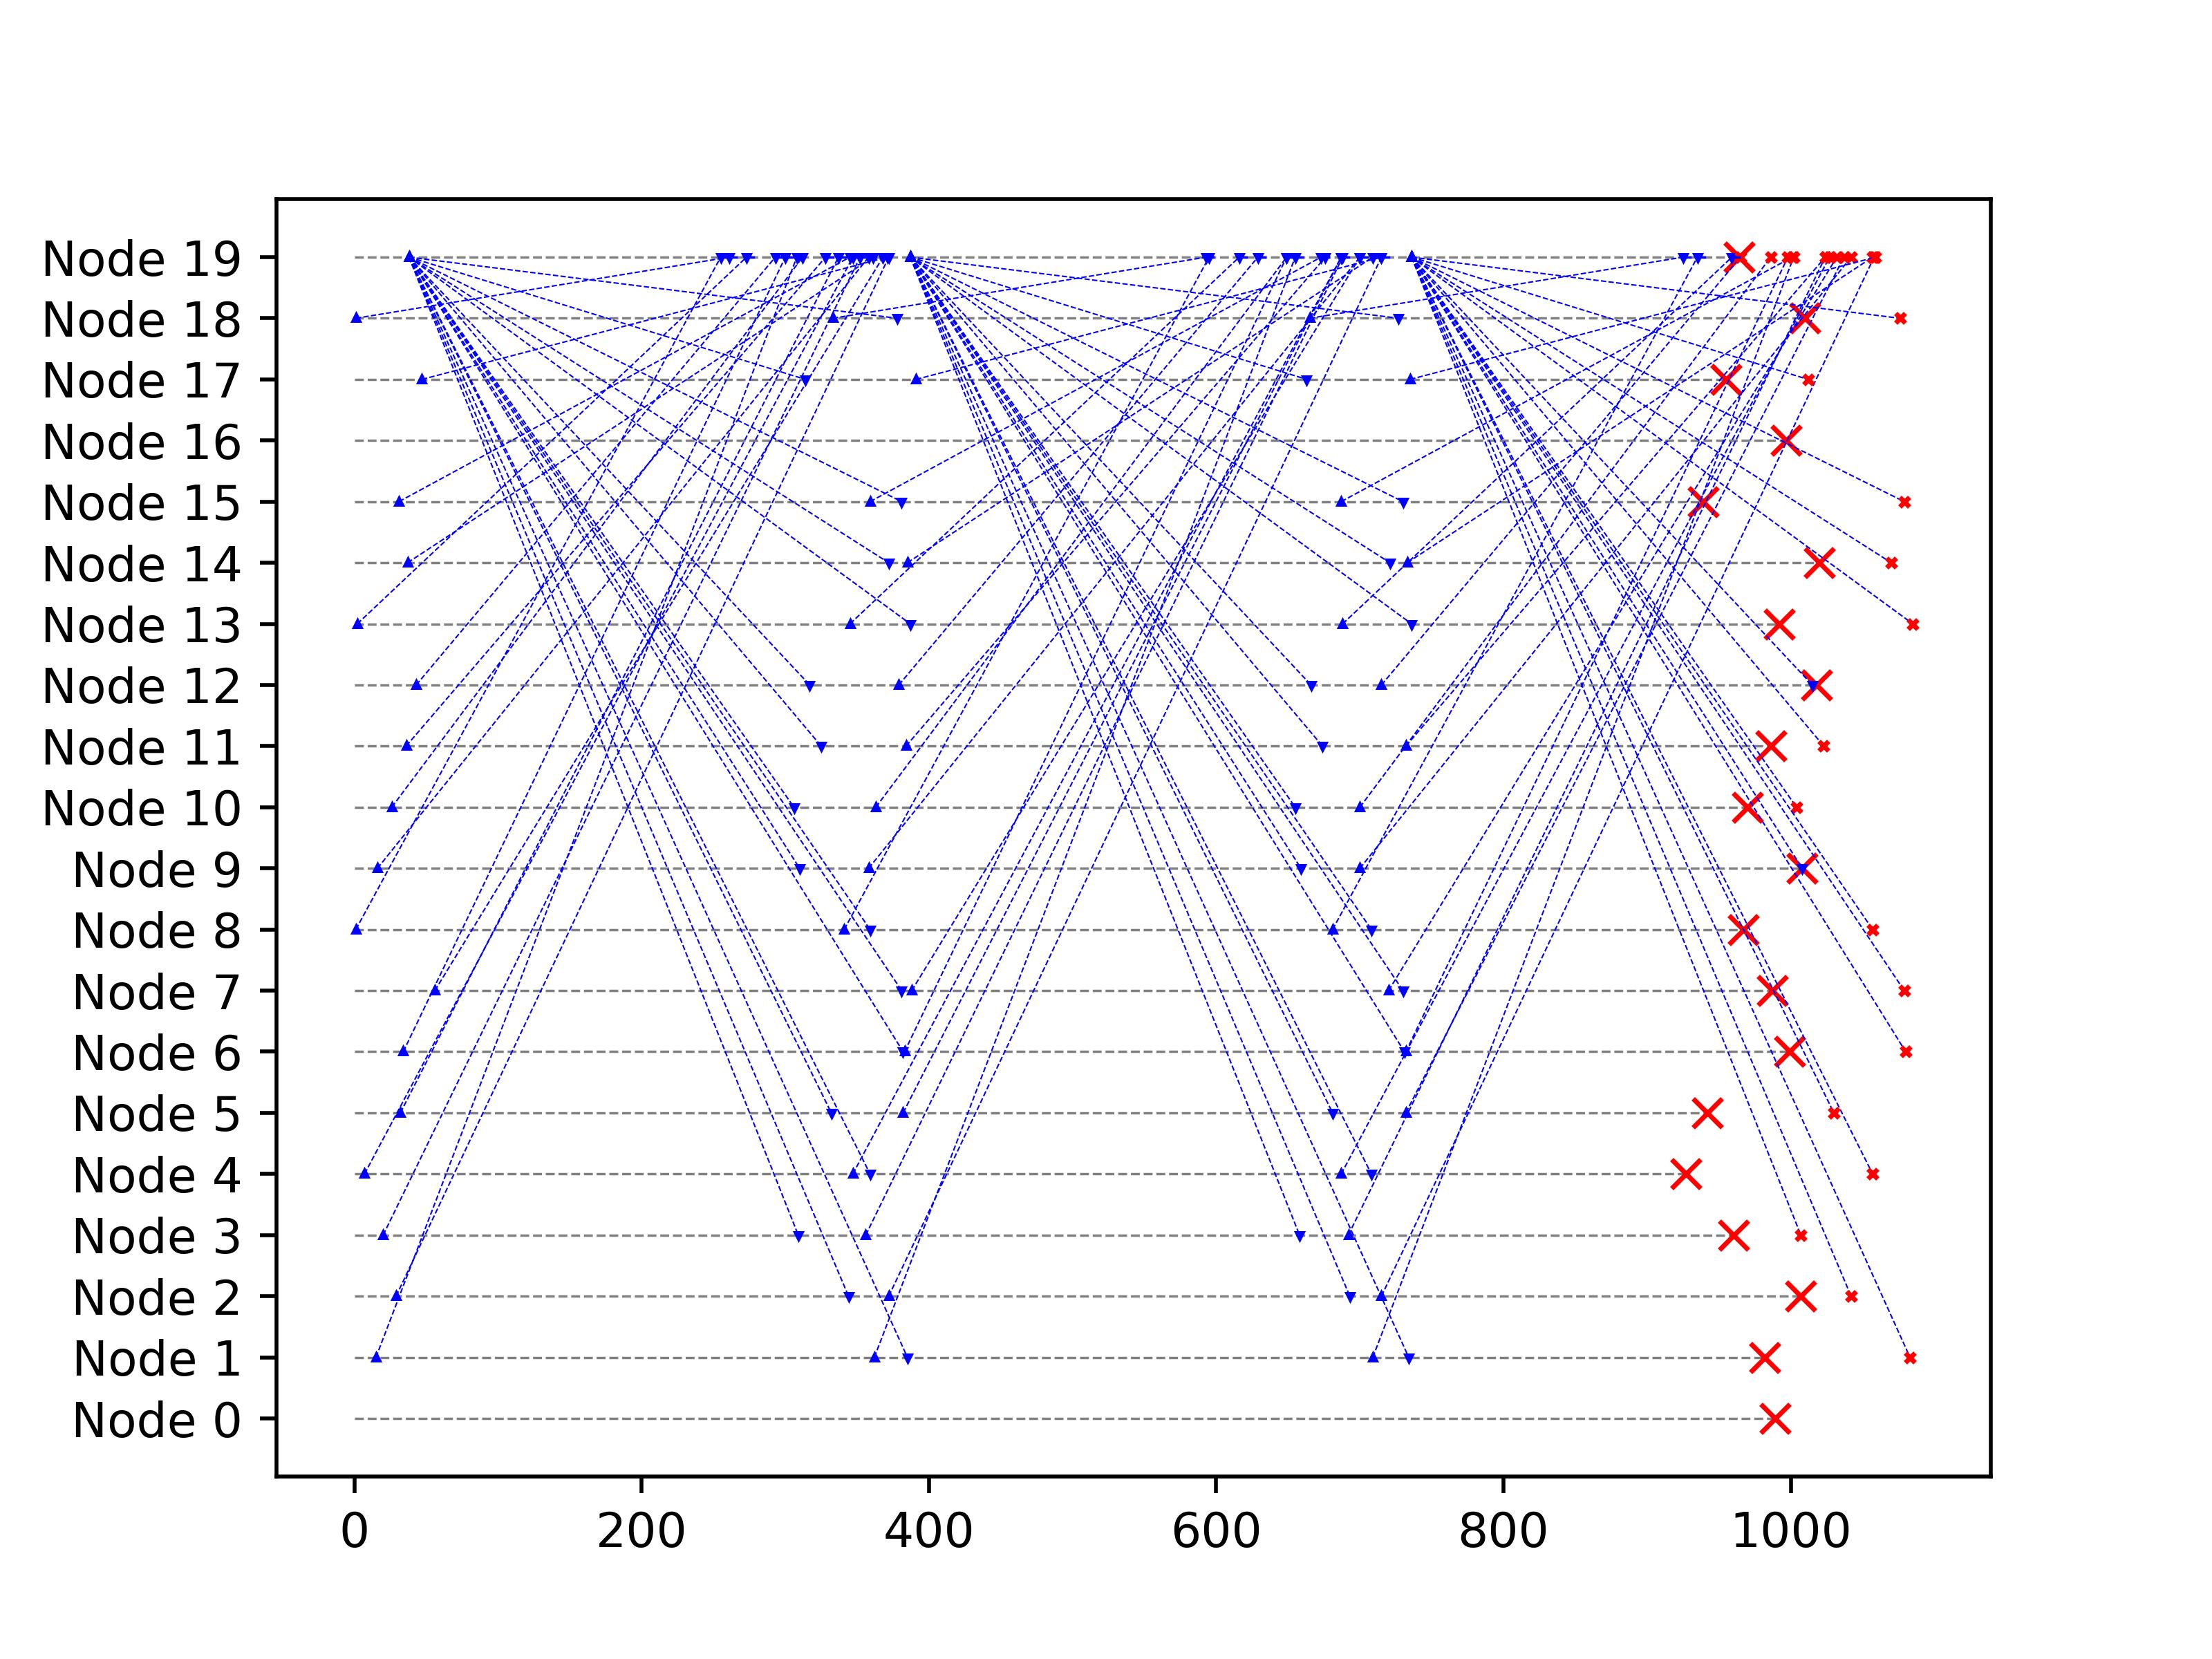 Node 19
Node 18
Node 17
Node 16
Node 15
Node 14
Node 13
Node 12
Node 11
Node 10
Node 9
Node 8
Node 7
Node 6
Node 5
Node 4
Node 3
Node 2
Node 1
Node 0
0 200 400 600 800 1000